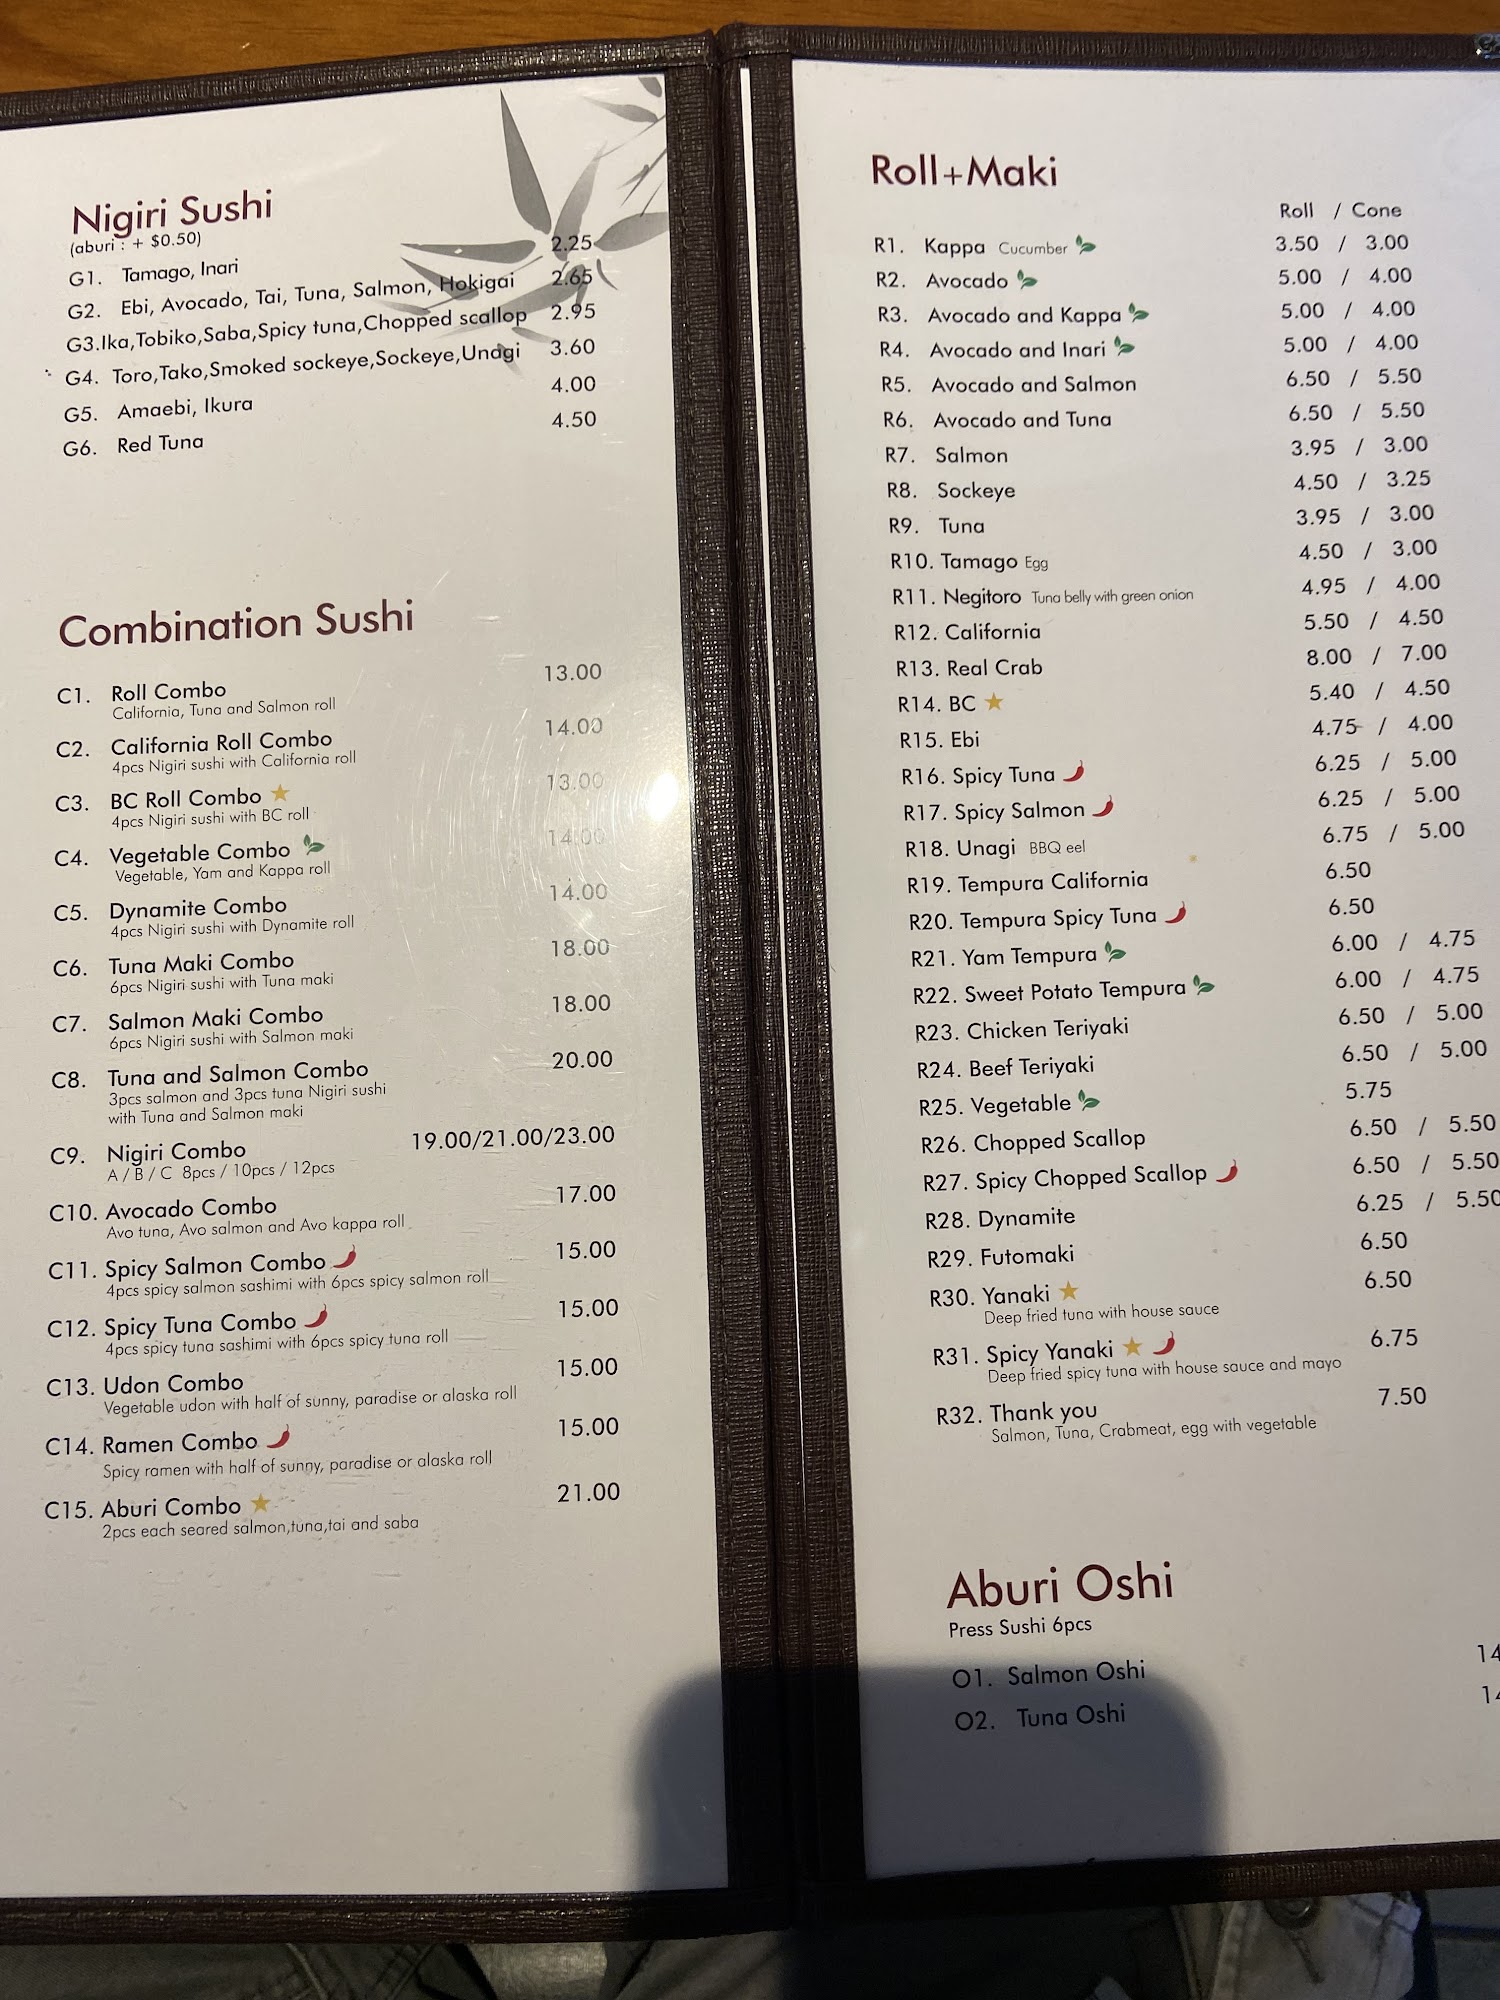 Nigiri Sushi
(aburi : + $0.50)
G1. Tamago, Inari 2.25
G2. Ebi, Avocado, Tai, Tuna, Salmon, Hokigai 2.65
G3.Ika,Tobiko,Saba,Spicy tuna,Chopped scallop 2.95
G4. Toro,Tako,Smoked sockeye,Sockeye,Unagi 3.60
G5. Amaebi, Ikura 4.00
G6. Red Tuna 4.50
Combination Sushi
C1. Roll Combo 13.00
California, Tuna and Salmon roll
C2. California Roll Combo 14.00
4pcs Nigiri sushi with California roll
C3. BC Roll Combo 13.00
4pcs Nigiri sushi with BC roll
C4. Vegetable Combo 14.00
Vegetable, Yam and Kappa roll
C5. Dynamite Combo 14.00
4pcs Nigiri sushi with Dynamite roll
C6. Tuna Maki Combo 18.00
6pcs Nigiri sushi with Tuna maki
C7. Salmon Maki Combo 18.00
6pcs Nigiri sushi with Salmon maki
C8. Tuna and Salmon Combo 20.00
3pcs salmon and 3pcs tuna Nigiri sushi
with Tuna and Salmon maki
C9. Nigiri Combo 19.00/21.00/23.00
A / B / C 8pcs / 10pcs / 12pcs
C10. Avocado Combo 17.00
Avo tuna, Avo salmon and Avo kappa roll
C11. Spicy Salmon Combo 15.00
4pcs spicy salmon sashimi with 6pcs spicy salmon roll
C12. Spicy Tuna Combo 15.00
4pcs spicy tuna sashimi with 6pcs spicy tuna roll
C13. Udon Combo 15.00
Vegetable udon with half of sunny, paradise or alaska roll
C14. Ramen Combo 15.00
Spicy ramen with half of sunny, paradise or alaska roll
C15. Aburi Combo 21.00
2pcs each seared salmon,tuna,tai and saba
Roll+Maki
Roll / Cone
R1. Kappa Cucumber 3.50 / 3.00
R2. Avocado 5.00 / 4.00
R3. Avocado and Kappa 5.00 / 4.00
R4. Avocado and Inari 5.00 / 4.00
R5. Avocado and Salmon 6.50 / 5.50
R6. Avocado and Tuna 6.50 / 5.50
R7. Salmon 3.95 / 3.00
R8. Sockeye 4.50 / 3.25
R9. Tuna 3.95 / 3.00
R10. Tamago Egg 4.50 / 3.00
R11. Negitoro Tuna belly with green onion 4.95 / 4.00
R12. California 5.50 / 4.50
R13. Real Crab 8.00 / 7.00
R14. BC 5.40 / 4.50
R15. Ebi 4.75 / 4.00
R16. Spicy Tuna 6.25 / 5.00
R17. Spicy Salmon 6.25 / 5.00
R18. Unagi BBQ eel 6.75 / 5.00
R19. Tempura California 6.50
R20. Tempura Spicy Tuna 6.50
R21. Yam Tempura 6.00 / 4.75
R22. Sweet Potato Tempura 6.00 / 4.75
R23. Chicken Teriyaki 6.50 / 5.00
R24. Beef Teriyaki 6.50 / 5.00
R25. Vegetable 5.75
R26. Chopped Scallop 6.50 / 5.50
R27. Spicy Chopped Scallop 6.50 / 5.50
R28. Dynamite 6.25 / 5.50
R29. Futomaki 6.50
R30. Yanaki 6.50
Deep fried tuna with house sauce
R31. Spicy Yanaki 6.75
Deep fried spicy tuna with house sauce and mayo
R32. Thank you 7.50
Salmon, Tuna, Crabmeat, egg with vegetable
Aburi Oshi
Press Sushi 6pcs
O1. Salmon Oshi 14
O2. Tuna Oshi